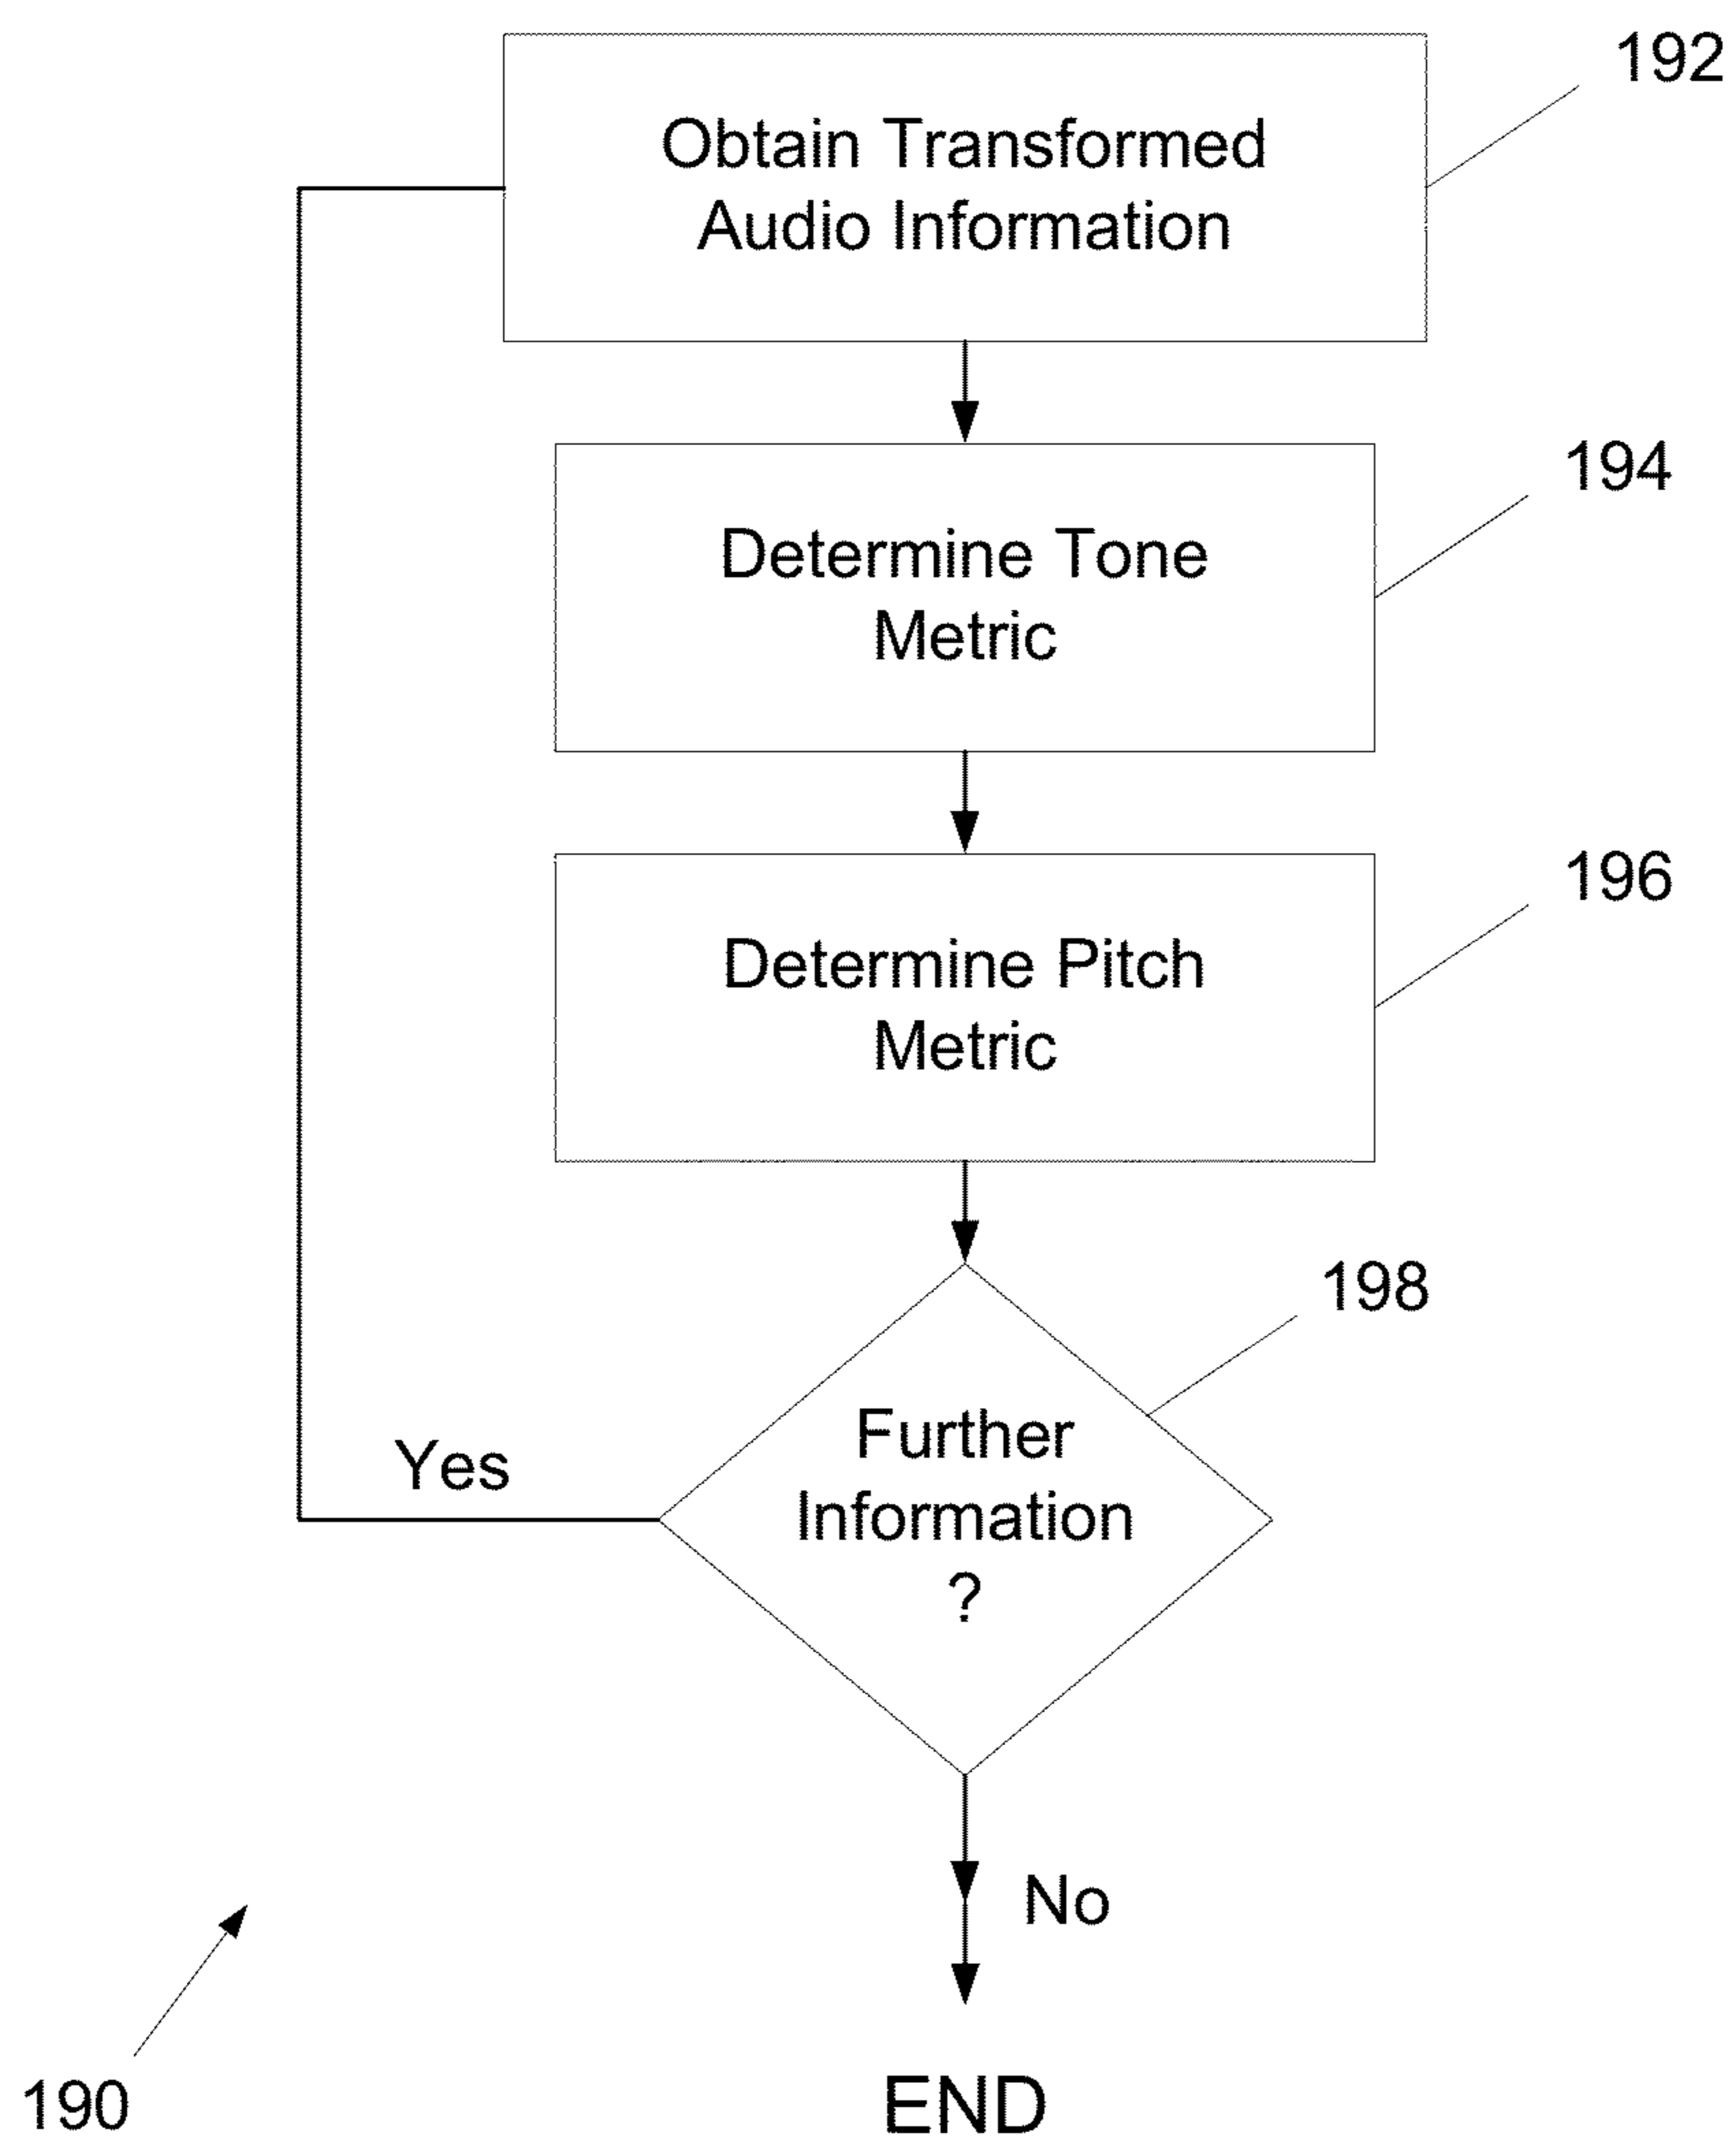 192
Obtain Transformed
Audio Information
194
Determine Tone
Metric
196
Determine Pitch
Metric
198
Further
Information
?
Yes
No
190
END